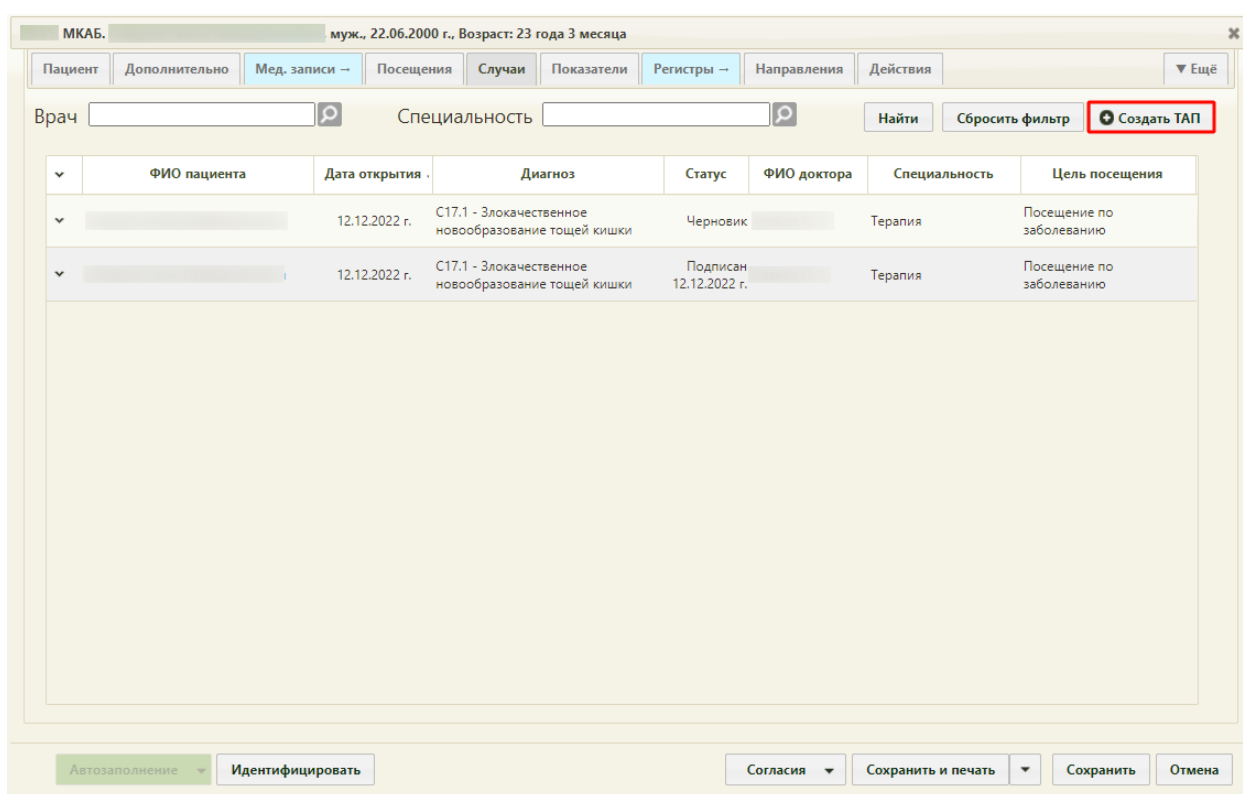 МКАБ. муж., 22.06.2000 г., Возраст: 23 года 3 месяца
Пациент Дополнительно Мед. записи → Посещения Случаи Показатели Регистры → Направления Действия ▼ Ещё
Врач Специальность Найти Сбросить фильтр Создать ТАП
ФИО пациента Дата открытия Диагноз Статус ФИО доктора Специальность Цель посещения
12.12.2022 г. C17.1 - Злокачественное новообразование тощей кишки Черновик Терапия Посещение по заболеванию
12.12.2022 г. C17.1 - Злокачественное новообразование тощей кишки Подписан 12.12.2022 г. Терапия Посещение по заболеванию
Автозаполнение Идентифицировать Согласия Сохранить и печать Сохранить Отмена